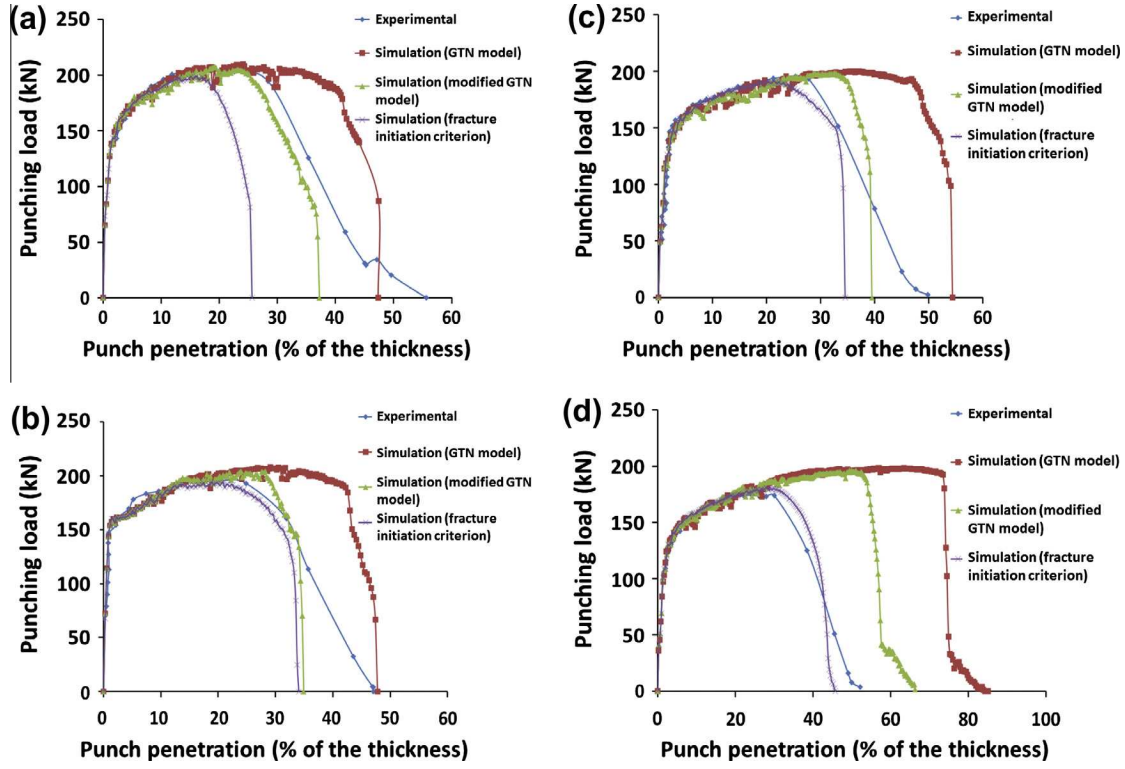 (a)
250
200
150
100
50
0
Punching load (kN)
0 10 20 30 40 50 60
Punch penetration (% of the thickness)
Experimental
Simulation (GTN model)
Simulation (modified GTN
model)
Simulation (fracture
initiation criterion)
(c)
250
200
150
100
50
0
Punching load (kN)
0 10 20 30 40 50 60
Punch penetration (% of the thickness)
Experimental
Simulation (GTN model)
Simulation (modified
GTN model)
Simulation (fracture
initiation criterion)
(b)
250
200
150
100
50
0
Punching load (kN)
0 10 20 30 40 50 60
Punch penetration (% of the thickness)
Experimental
Simulation (GTN model)
Simulation (modified GTN
model)
Simulation (fracture
initiation criterion)
(d)
250
200
150
100
50
0
Punching load (kN)
0 20 40 60 80 100
Punch penetration (% of the thickness)
Experimental
Simulation (GTN model)
Simulation (modified
GTN model)
Simulation (fracture
initiation criterion)